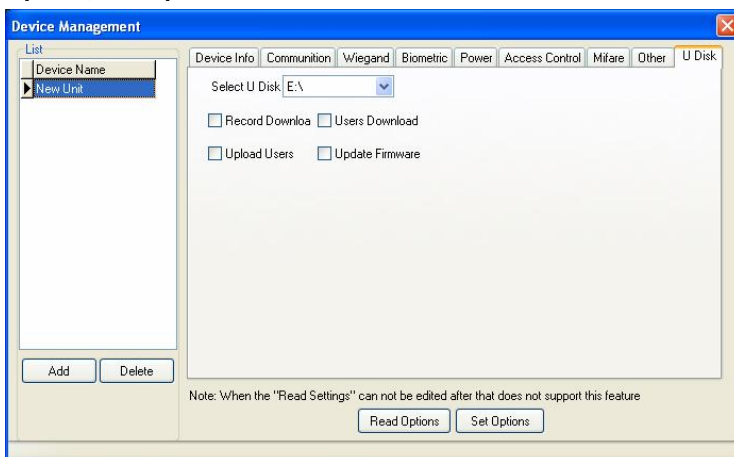 Device Management
List
Device Name
New Unit
Device Info Communition Wiegand Biometric Power Access Control Mifare Other U Disk
Select U Disk E:\
Record Downloa Users Download
Upload Users Update Firmware
Add Delete
Note: When the "Read Settings" can not be edited after that does not support this feature
Read Options Set Options